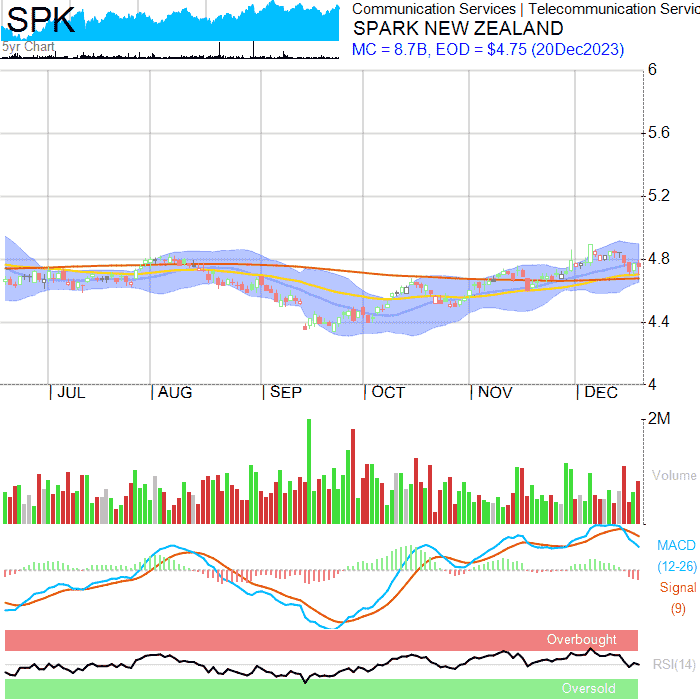 SPK
5yr Chart
Communication Services | Telecommunication Servic
SPARK NEW ZEALAND
MC = 8.7B, EOD = $4.75 (20Dec2023)
6
5.6
5.2
4.8
4.4
4
| JUL | AUG | SEP | OCT | NOV | DEC
2M
Volume
MACD
(12-26)
Signal
(9)
Overbought
RSI(14)
Oversold